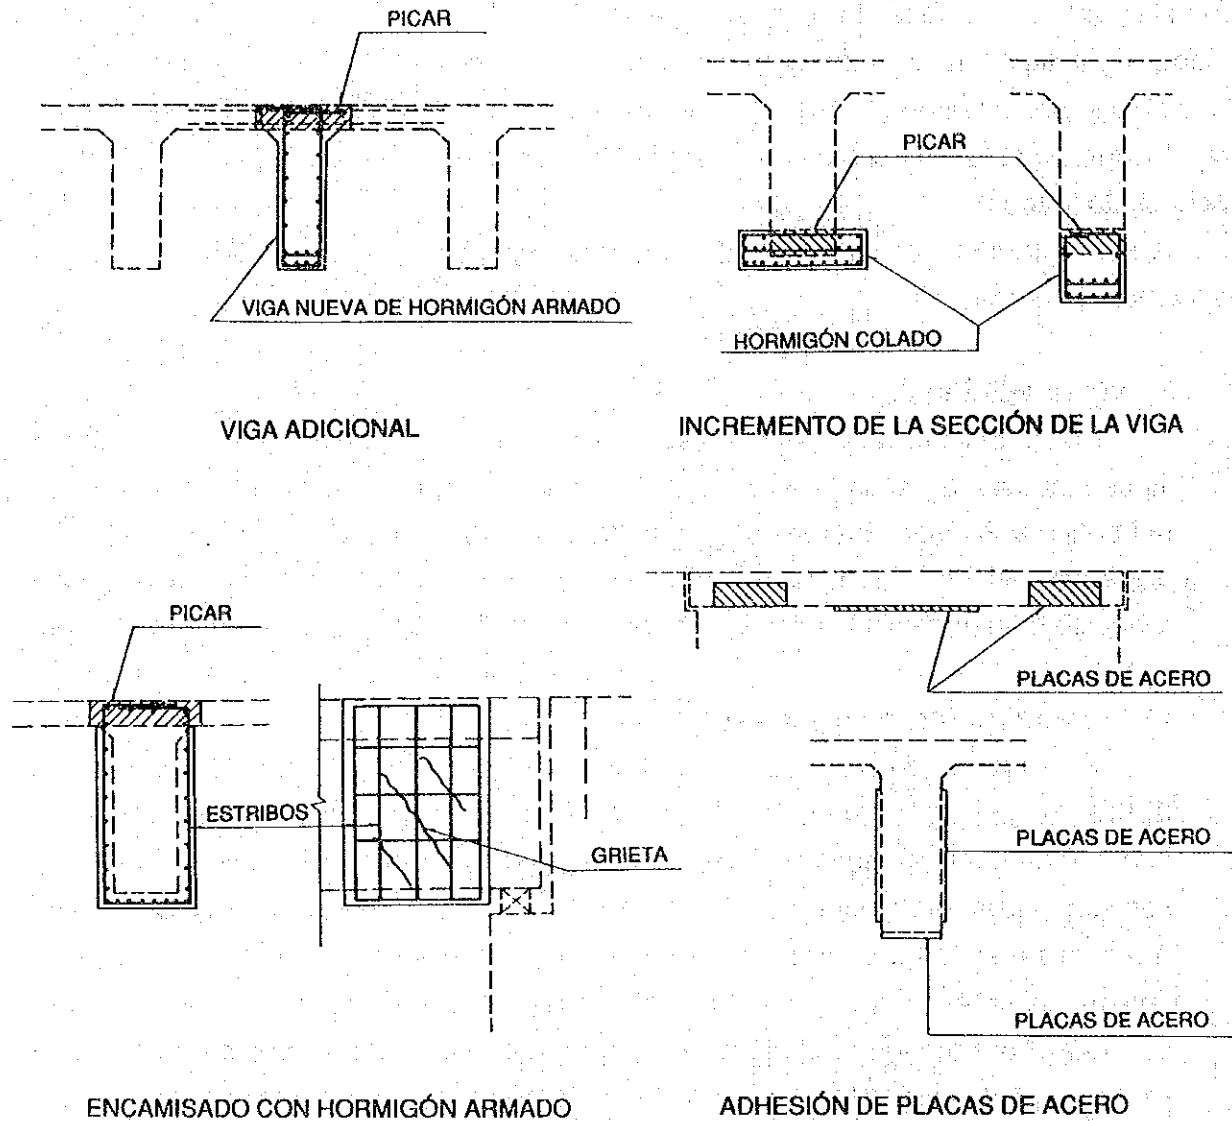 PICAR
VIGA NUEVA DE HORMIGÓN ARMADO
VIGA ADICIONAL
PICAR
HORMIGÓN COLADO
INCREMENTO DE LA SECCIÓN DE LA VIGA
PICAR
ESTRIBOS
GRIETA
ENCAMISADO CON HORMIGÓN ARMADO
PLACAS DE ACERO
PLACAS DE ACERO
PLACAS DE ACERO
ADHESIÓN DE PLACAS DE ACERO